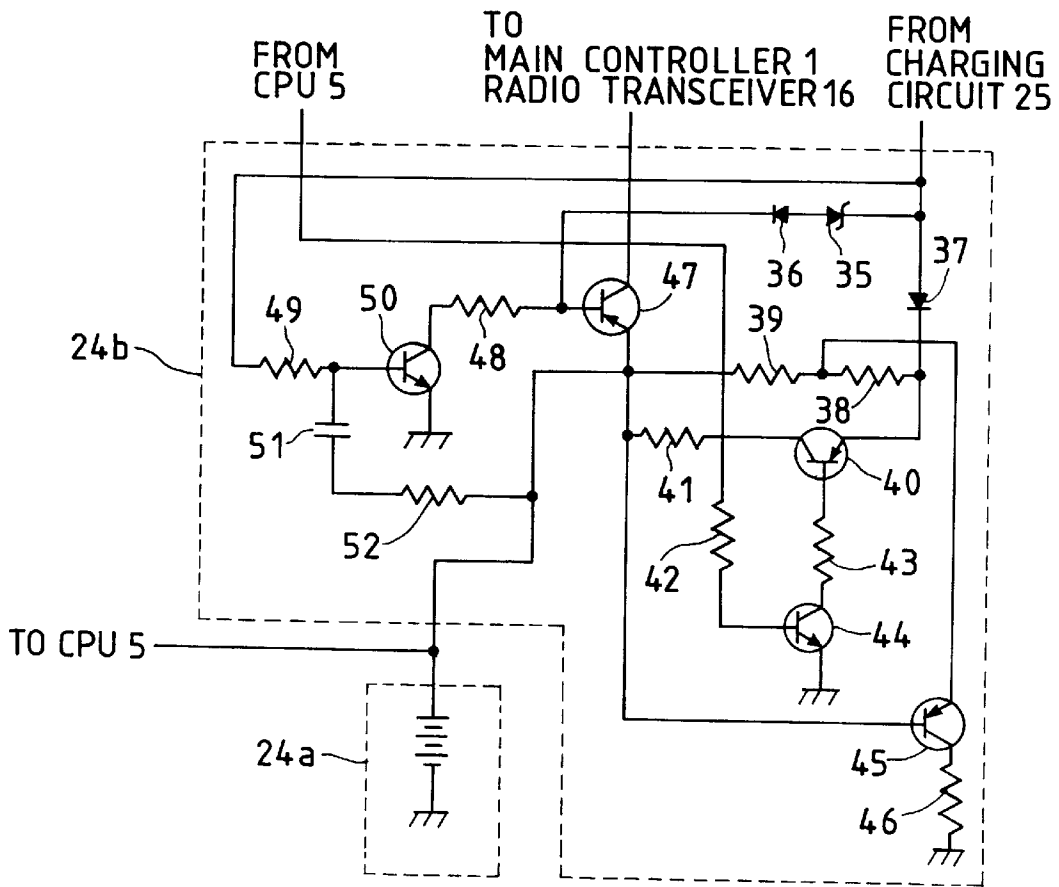 FROM
CPU 5
TO
MAIN CONTROLLER 1
RADIO TRANSCEIVER 16
FROM
CHARGING
CIRCUIT 25
36
35
37
47
50
49
48
39
24b
38
51
41
40
52
42
43
44
TO CPU 5
24a
45
46